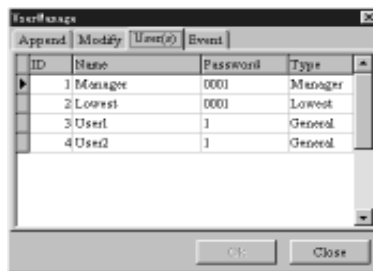 UserManage
Append Modify User(s) Event
ID Name Password Type
1 Manager 0001 Manager
2 Lowest 0001 Lowest
3 User1 1 General
4 User2 1 General
Ok Close